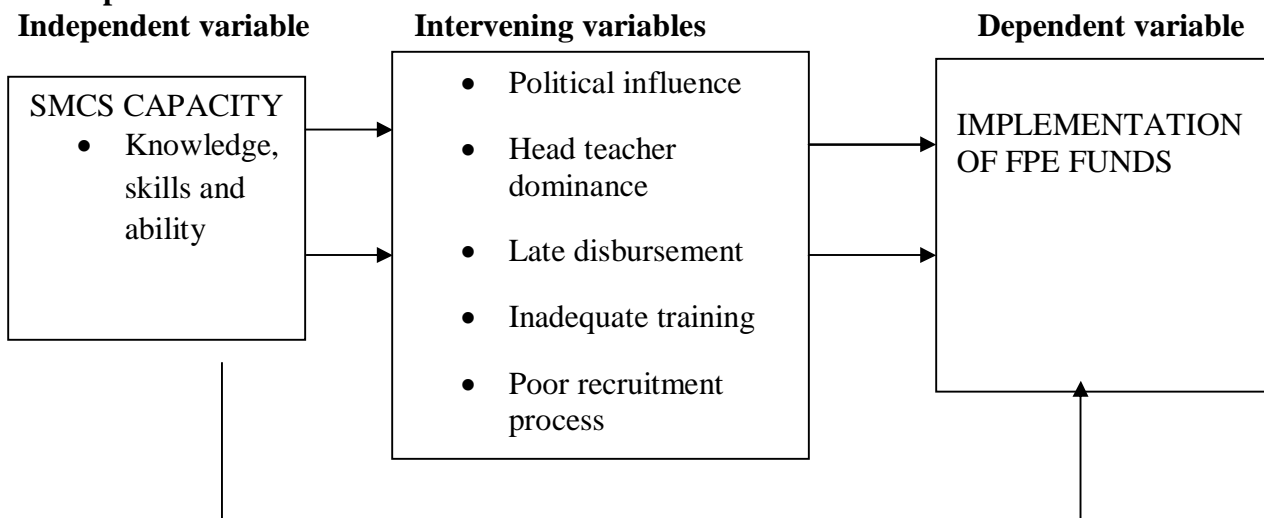 Independent variable
Intervening variables
Dependent variable
SMCS CAPACITY
• Knowledge,
skills and
ability
• Political influence
• Head teacher
dominance
• Late disbursement
• Inadequate training
• Poor recruitment
process
IMPLEMENTATION
OF FPE FUNDS